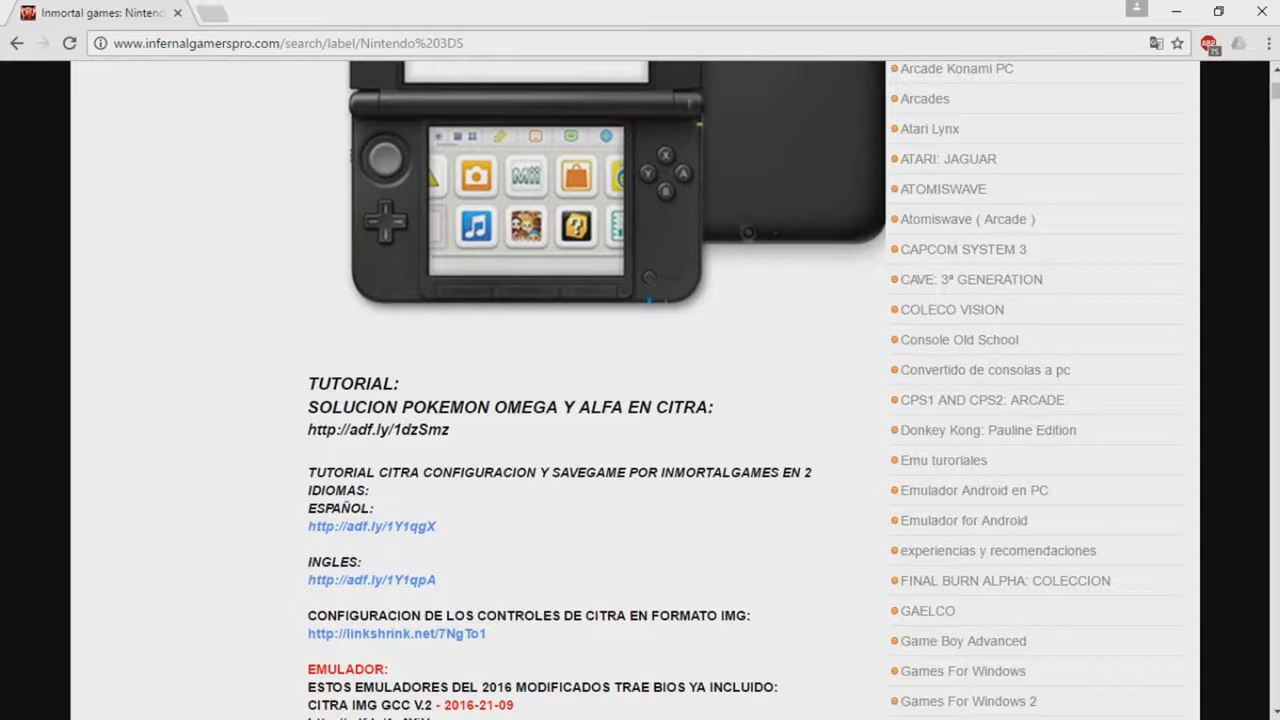 Inmortal games: Nintend
www.infernalgamerspro.com/search/label/Nintendo%203DS
ABP
75
Mii
X
Y
A
B
TUTORIAL:
SOLUCION POKEMON OMEGA Y ALFA EN CITRA:
http://adf.ly/1dzSmz
TUTORIAL CITRA CONFIGURACION Y SAVEGAME POR INMORTALGAMES EN 2
IDIOMAS:
ESPAÑOL:
http://adf.ly/1Y1qgX
INGLES:
http://adf.ly/1Y1qpA
CONFIGURACION DE LOS CONTROLES DE CITRA EN FORMATO IMG:
http://linkshrink.net/7NgTo1
EMULADOR:
ESTOS EMULADORES DEL 2016 MODIFICADOS TRAE BIOS YA INCLUIDO:
CITRA IMG GCC V.2 - 2016-21-09
Arcade Konami PC
Arcades
Atari Lynx
ATARI: JAGUAR
ATOMISWAVE
Atomiswave ( Arcade )
CAPCOM SYSTEM 3
CAVE: 3ª GENERATION
COLECO VISION
Console Old School
Convertido de consolas a pc
CPS1 AND CPS2: ARCADE
Donkey Kong: Pauline Edition
Emu turoriales
Emulador Android en PC
Emulador for Android
experiencias y recomendaciones
FINAL BURN ALPHA: COLECCION
GAELCO
Game Boy Advanced
Games For Windows
Games For Windows 2